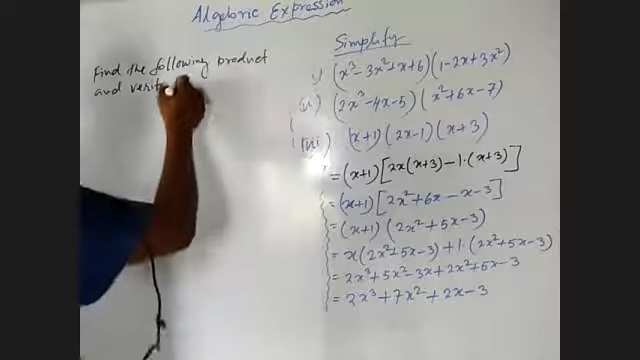 Algebric Expression
Find the following product
and verif
Simplify
i) (x³ - 3x² + x + 6) (1 - 2x + 3x²)
ii) (2x³ - 4x - 5) (x² + 6x - 7)
(iii) (x+1) (2x-1) (x+3)
= (x+1) [2x(x+3) - 1·(x+3)]
= (x+1) [2x² + 6x - x - 3]
= (x+1) (2x² + 5x - 3)
= x(2x² + 5x - 3) + 1·(2x² + 5x - 3)
= 2x³ + 5x² - 3x + 2x² + 5x - 3
= 2x³ + 7x² + 2x - 3